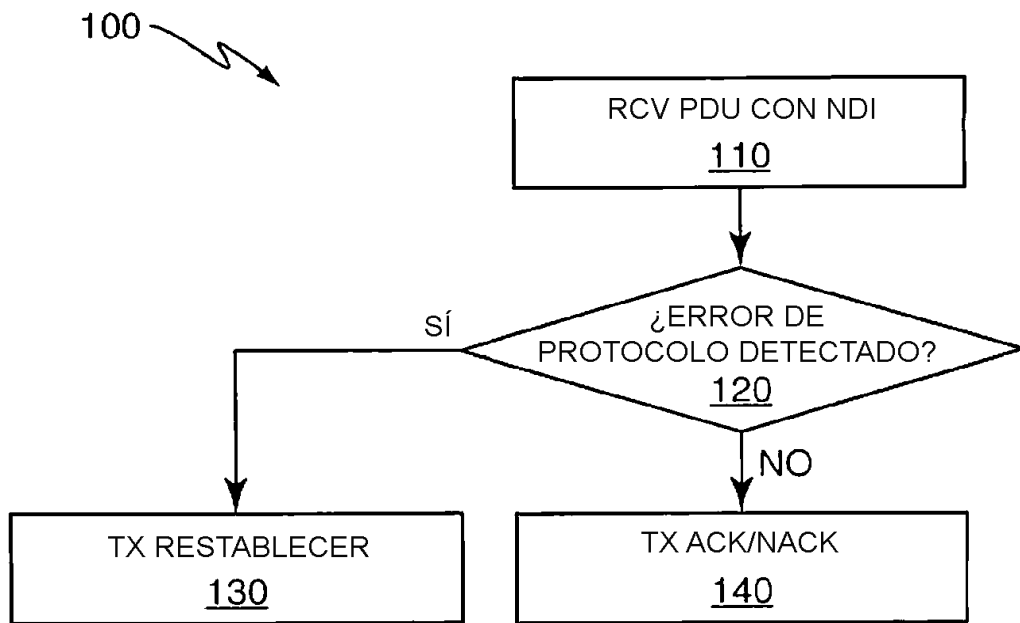 100
RCV PDU CON NDI
110
¿ERROR DE
PROTOCOLO DETECTADO?
120
SÍ
NO
TX RESTABLECER
130
TX ACK/NACK
140